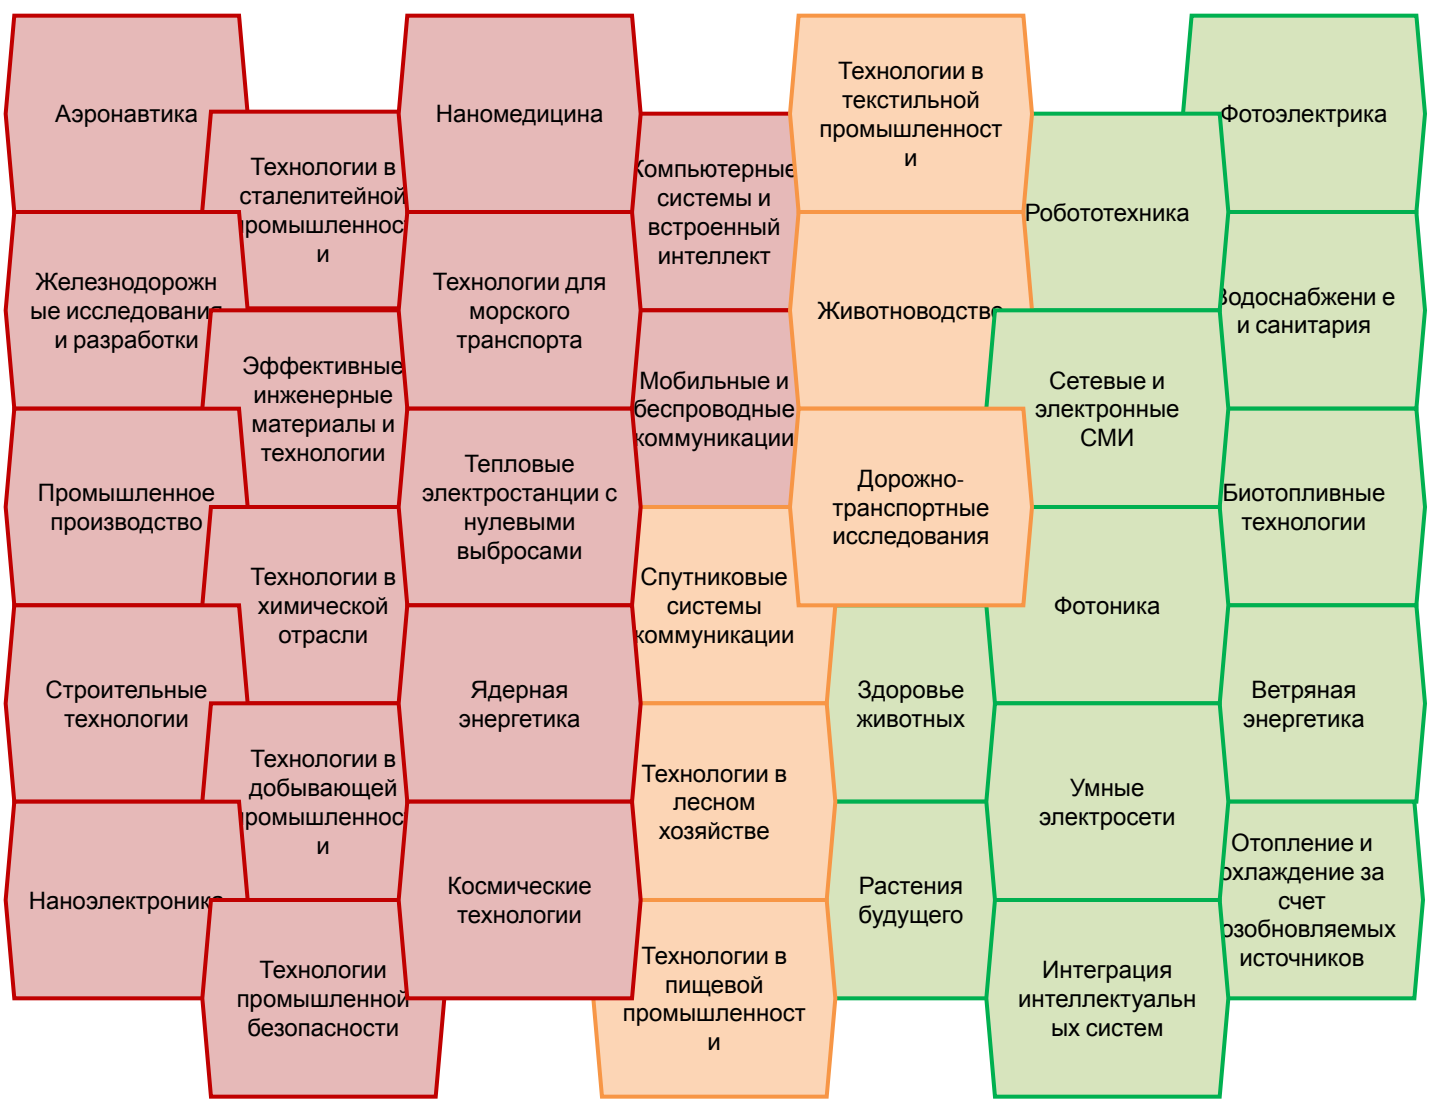 Аэронавтика
Железнодорожн
ые исследования
и разработки
Промышленное
производство
Строительные
технологии
Наноэлектроника
Технологии в
сталелитейной
промышленност
и
Эффективные
инженерные
материалы и
технологии
Технологии в
химической
отрасли
Технологии в
добывающей
промышленност
и
Технологии
промышленной
безопасности
Наномедицина
Технологии для
морского
транспорта
Тепловые
электростанции с
нулевыми
выбросами
Ядерная
энергетика
Космические
технологии
Компьютерные
системы и
встроенный
интеллект
Мобильные и
беспроводные
коммуникации
Спутниковые
системы
коммуникации
Технологии в
лесном
хозяйстве
Технологии в
пищевой
промышленност
и
Технологии в
текстильной
промышленност
и
Животноводство
Дорожно-
транспортные
исследования
Здоровье
животных
Растения
будущего
Робототехника
Сетевые и
электронные
СМИ
Фотоника
Умные
электросети
Интеграция
интеллектуальн
ых систем
Фотоэлектрика
Водоснабжени е
и санитария
Биотопливные
технологии
Ветряная
энергетика
Отопление и
охлаждение за
счет
возобновляемых
источников